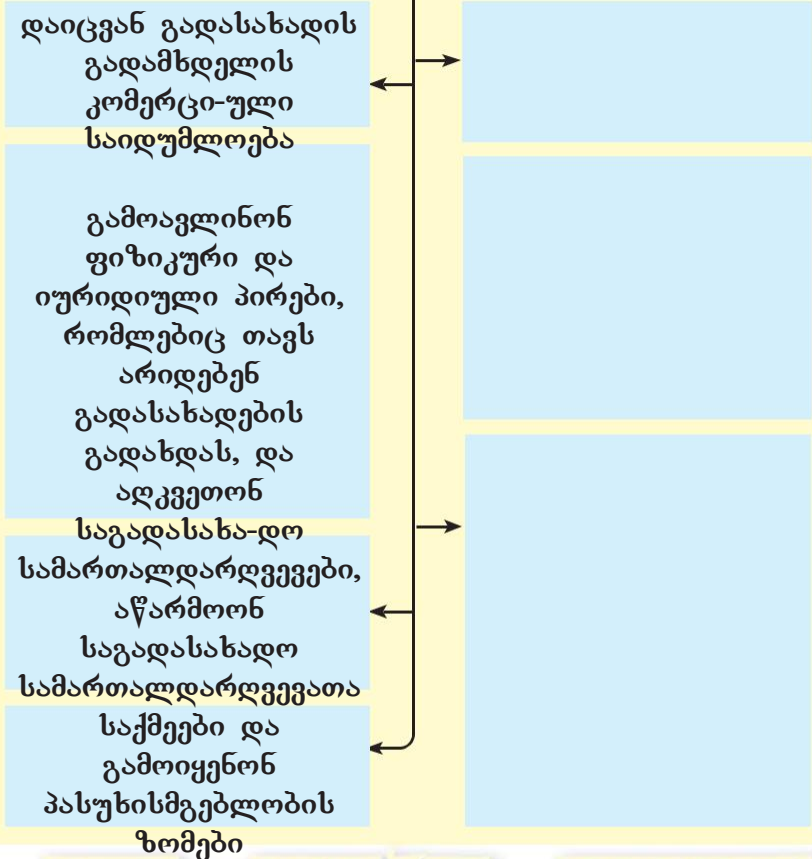 დაიცვან გადასახადის
გადამხდელის
კომერცი-ული
საიდუმლოება
გამოავლინონ
ფიზიკური და
იურიდიული პირები,
რომლებიც თავს
არიდებენ
გადასახადების
გადახდას, და
აღკვეთონ
საგადასახა-დო
სამართალდარღვევები,
აწარმოონ
საგადასახადო
სამართალდარღვევათა
საქმეები და
გამოიყენონ
პასუხისმგებლობის
ზომები